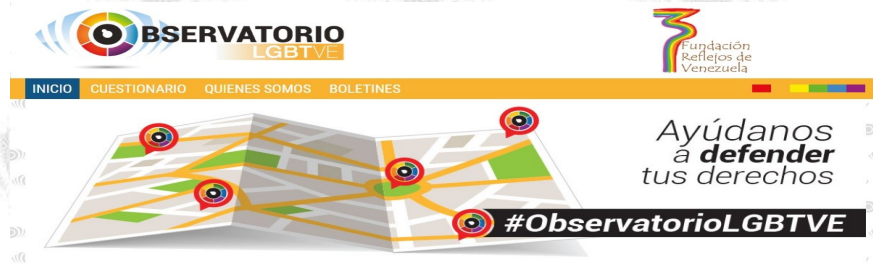 OBSERVATORIO
LGBTVE
Fundación
Reflejos de
Venezuela
INICIO CUESTIONARIO QUIENES SOMOS BOLETINES
Ayúdanos
a defender
tus derechos
#ObservatorioLGBTVE